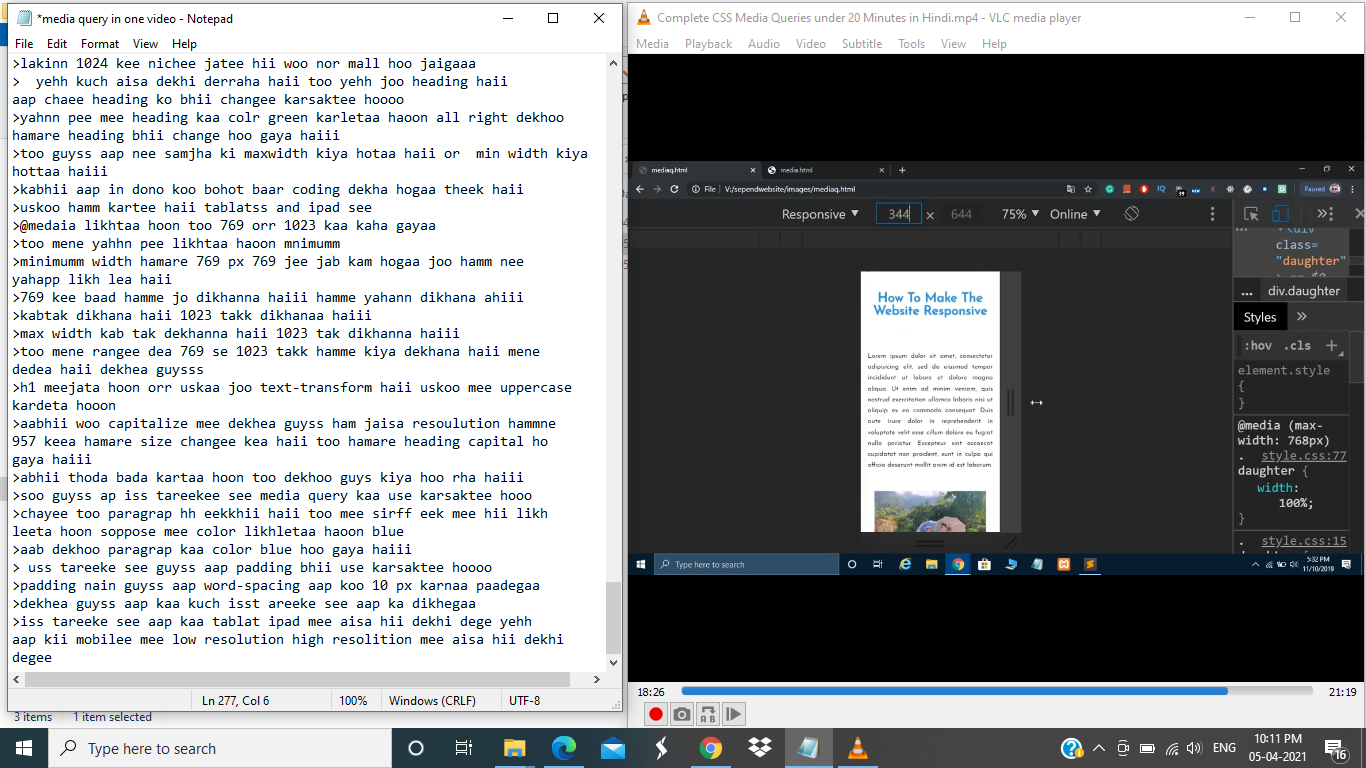 *media query in one video - Notepad
File Edit Format View Help
>lakinn 1024 kee nichee jatee hii woo nor mall hoo jaigaaa
>  yehh kuch aisa dekhi derraha haii too yehh joo heading haii
aap chaee heading ko bhii changee karsaktee hoooo
>yahnn pee mee heading kaa colr green karletaa haoon all right dekhoo
hamare heading bhii change hoo gaya haiii
>too guyss aap nee samjha ki maxwidth kiya hotaa haii or  min width kiya
hottaa haiii
>kabhii aap in dono koo bohot baar coding dekha hogaa theek haii
>uskoo hamm kartee haii tablatss and ipad see
>@medaia likhtaa hoon too 769 orr 1023 kaa kaha gayaa
>too mene yahhn pee likhtaa haoon mnimumm
>minimumm width hamare 769 px 769 jee jab kam hogaa joo hamm nee
yahapp likh lea haii
>769 kee baad hamme jo dikhanna haiii hamme yahann dikhana ahiii
>kabtak dikhana haii 1023 takk dikhanaa haiii
>max width kab tak dekhanna haii 1023 tak dikhanna haiii
>too mene rangee dea 769 se 1023 takk hamme kiya dekhana haii mene
dedea haii dekhea guysss
>h1 meejata hoon orr uskaa joo text-transform haii uskoo mee uppercase
kardeta hooon
>aabhii woo capitalize mee dekhea guyss ham jaisa resoulution hammne
957 keea hamare size changee kea haii too hamare heading capital ho
gaya haiii
>abhii thoda bada kartaa hoon too dekhoo guys kiya hoo rha haiii
>soo guyss ap iss tareekee see media query kaa use karsaktee hooo
>chayee too paragrap hh eekkhii haii too mee sirff eek mee hii likh
leeta hoon soppose mee color likhletaa haoon blue
>aab dekhoo paragrap kaa color blue hoo gaya haiii
> uss tareeke see guyss aap padding bhii use karsaktee hoooo
>padding nain guyss aap word-spacing aap koo 10 px karnaa paadegaa
>dekhea guyss aap kaa kuch isst areeke see aap ka dikhegaa
>iss tareeke see aap kaa tablat ipad mee aisa hii dekhi dege yehh
aap kii mobilee mee low resolution high resolition mee aisa hii dekhi
degee
Ln 277, Col 6 100% Windows (CRLF) UTF-8
3 items 1 item selected
Complete CSS Media Queries under 20 Minutes in Hindi.mp4 - VLC media player
Media Playback Audio Video Subtitle Tools View Help
mediaq.html media.html
File V:/sependwebsite/images/mediaq.html Paused
Responsive 344 × 644 75% Online
How To Make The
Website Responsive
Lorem ipsum dolor sit amet, consectetur
adipisicing elit, sed do eiusmod tempor
incididunt ut labore et dolore magna
aliqua. Ut enim ad minim veniam, quis
nostrud exercitation ullamco laboris nisi ut
aliquip ex ea commodo consequat. Duis
aute irure dolor in reprehenderit in
voluptate velit esse cillum dolore eu fugiat
nulla pariatur. Excepteur sint occaecat
cupidatat non proident, sunt in culpa qui
officia deserunt mollit anim id est laborum.
<div
class=
"daughter"
... div.daughter
Styles
:hov .cls +
element.style
{
}
@media (max-
width: 768px)
. style.css:77
daughter {
width:
100%;
}
. style.css:15
Type here to search
5:32 PM
11/10/2019
18:26 21:19
Type here to search
ENG
10:11 PM
05-04-2021
16